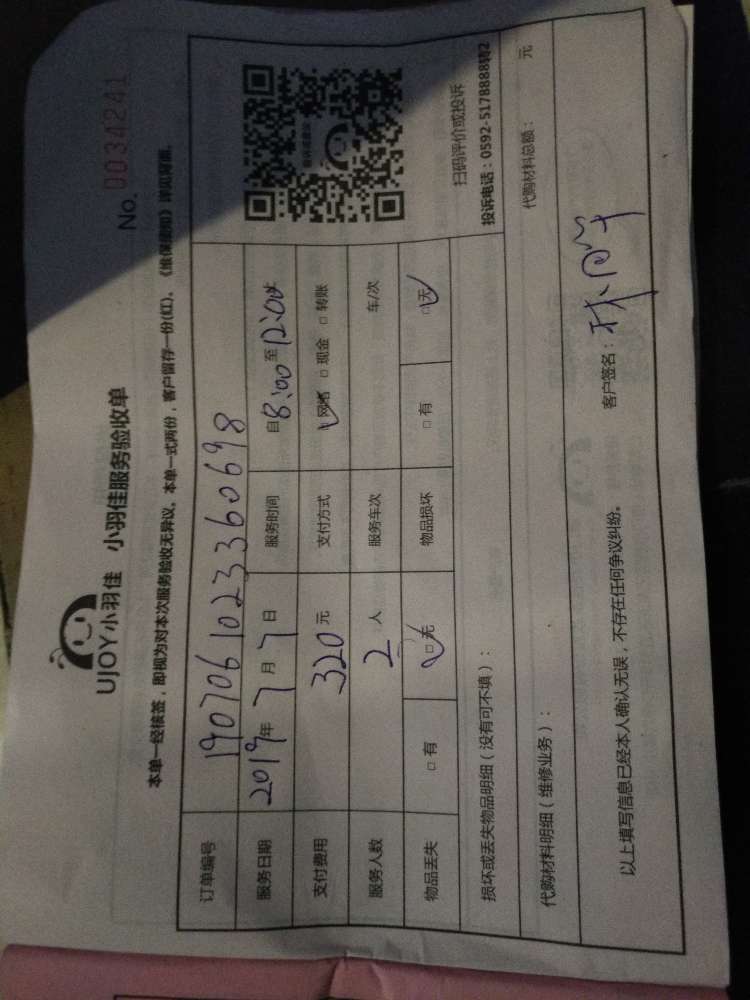 UJOY小羽佳 小羽佳服务验收单
No. 0034241
本单一经核签,即视为对本次服务验收无异议。本单一式两份,客户留存一份(红)。《维保细则》详见背面。
订单编号 19070610233360698
服务日期 2019年7月7日 服务时间 自8:00至12:00
支付费用 320元 支付方式 网络 □ 现金 □ 转账
服务人数 2人 服务车次 车/次
物品丢失 □ 有 □ 无 物品损坏 □ 有 □ 无
扫码评价或投诉
投诉电话:0592-5178888转2
损坏或丢失物品明细(没有可不填):
代购材料明细(维修业务): 代购材料总额: 元
以上填写信息已经本人确认无误,不存在任何争议纠纷。 客户签名:林